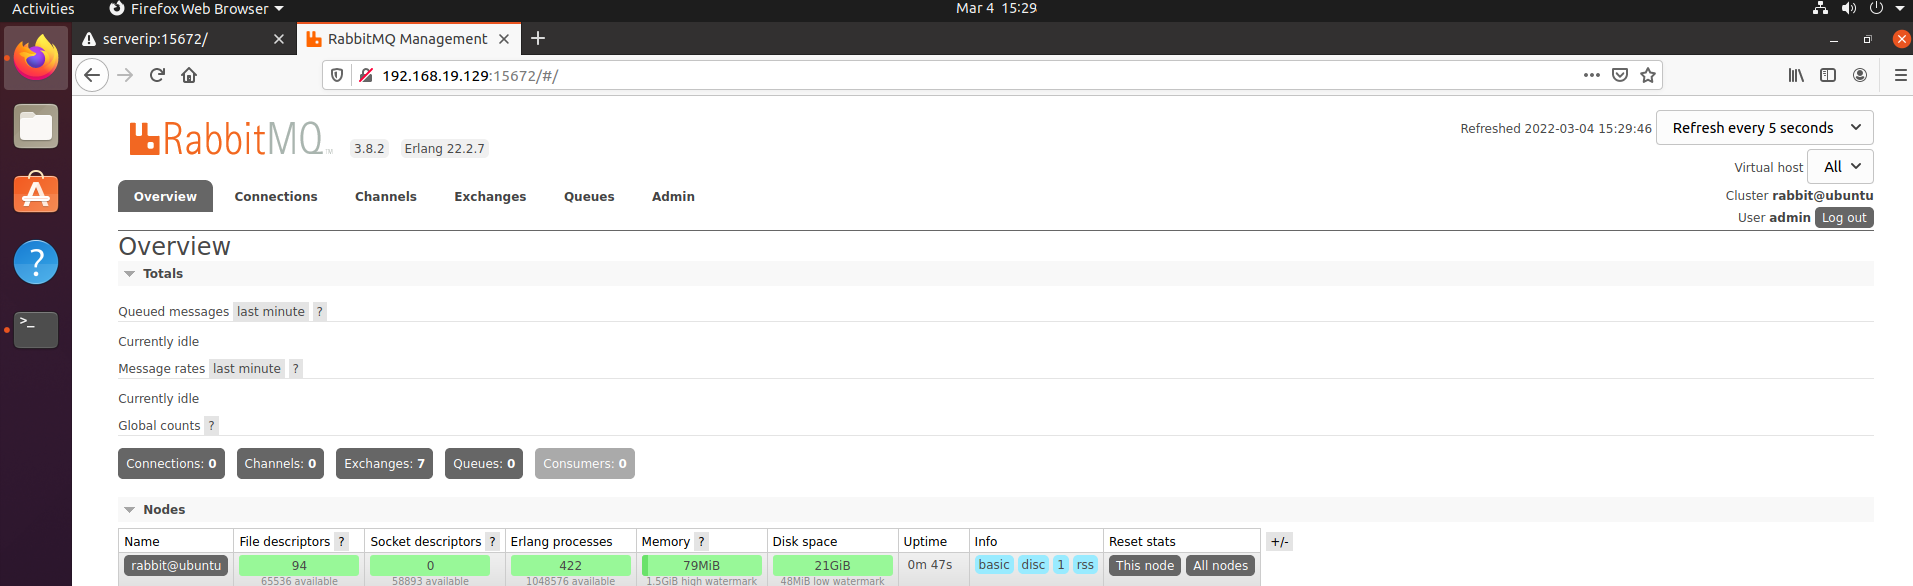 Activities Firefox Web Browser Mar 4 15:29
serverip:15672/ RabbitMQ Management
192.168.19.129:15672/#/
RabbitMQ TM 3.8.2 Erlang 22.2.7
Refreshed 2022-03-04 15:29:46 Refresh every 5 seconds
Virtual host All
Cluster rabbit@ubuntu
User admin Log out
Overview Connections Channels Exchanges Queues Admin
Overview
Totals
Queued messages last minute ?
Currently idle
Message rates last minute ?
Currently idle
Global counts ?
Connections: 0 Channels: 0 Exchanges: 7 Queues: 0 Consumers: 0
Nodes
Name File descriptors ? Socket descriptors ? Erlang processes Memory ? Disk space Uptime Info Reset stats +/-
rabbit@ubuntu 94 0 422 79MiB 21GiB 0m 47s basic disc 1 rss This node All nodes
65536 available 58893 available 1048576 available 1.5GiB high watermark 48MiB low watermark